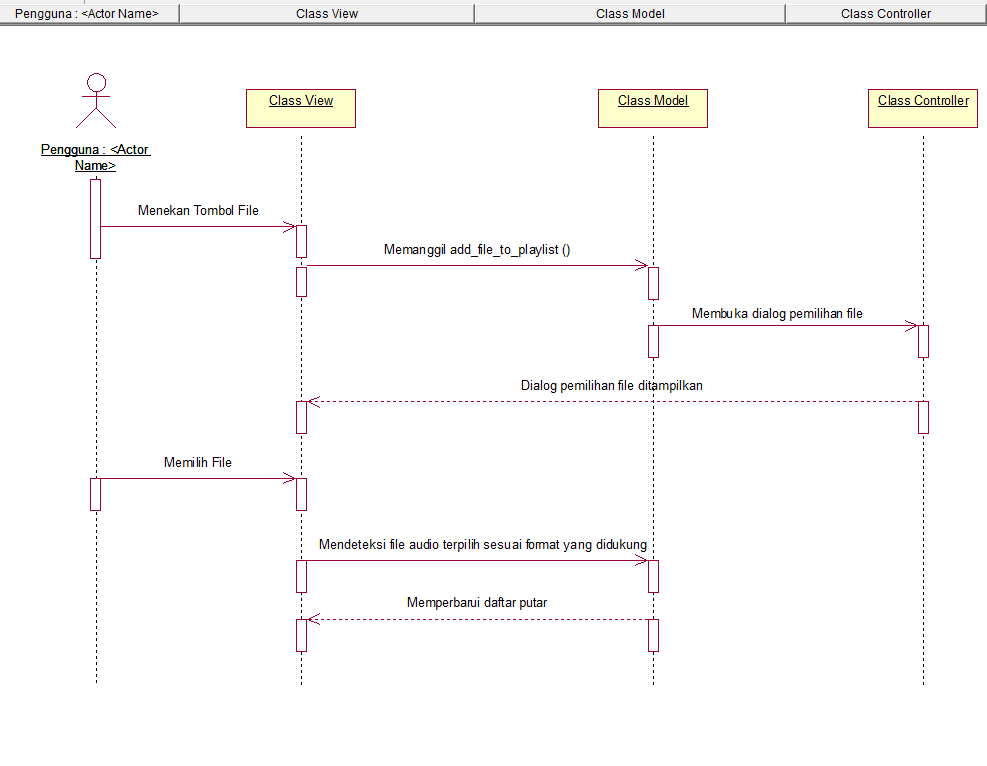 Pengguna : <Actor Name>
Class View
Class Model
Class Controller
Class View
Class Model
Class Controller
Pengguna : <Actor
Name>
Menekan Tombol File
Memanggil add_file_to_playlist ()
Membuka dialog pemilihan file
Dialog pemilihan file ditampilkan
Memilih File
Mendeteksi file audio terpilih sesuai format yang didukung
Memperbarui daftar putar